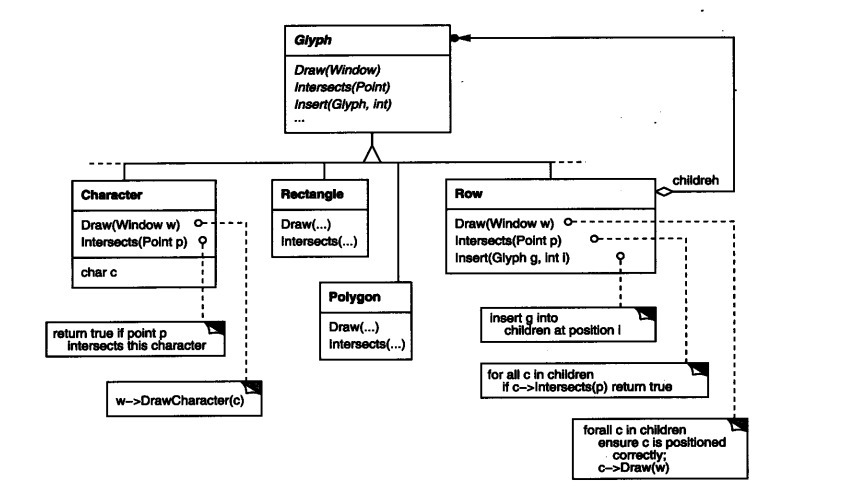 Glyph
Draw(Window)
Intersects(Point)
Insert(Glyph, int)
...
children
Character
Draw(Window w)
Intersects(Point p)
char c
Rectangle
Draw(...)
Intersects(...)
Row
Draw(Window w)
Intersects(Point p)
Insert(Glyph g, int i)
Polygon
Draw(...)
Intersects(...)
return true if point p
intersects this character
w->DrawCharacter(c)
insert g into
children at position i
for all c in children
if c->Intersects(p) return true
forall c in children
ensure c is positioned
correctly;
c->Draw(w)